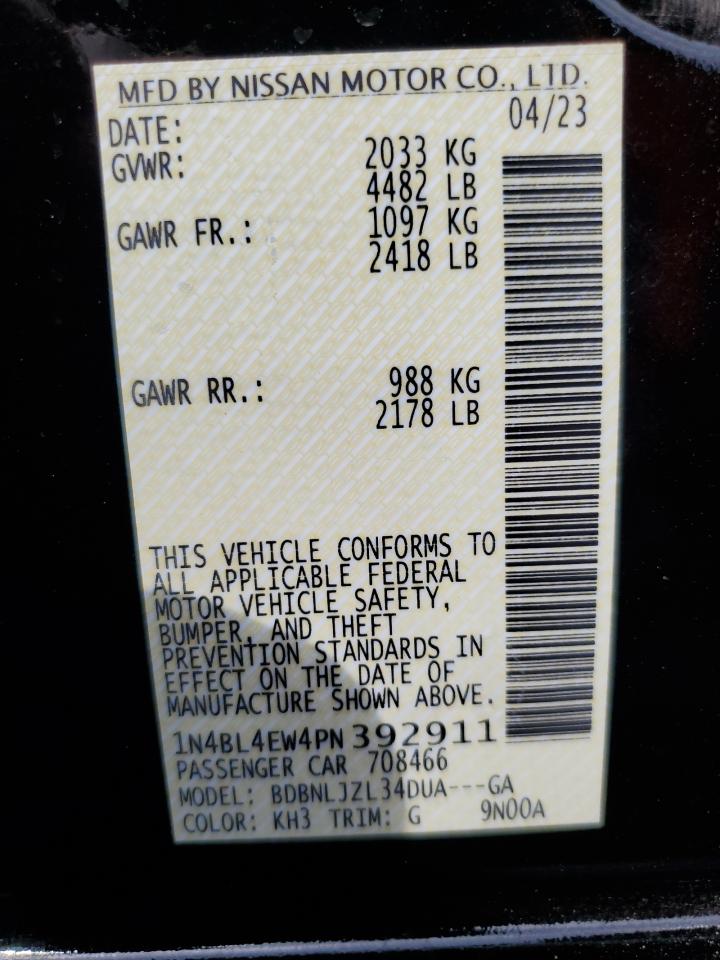 MFD BY NISSAN MOTOR CO., LTD.
DATE: 04/23
GVWR: 2033 KG
4482 LB
GAWR FR.: 1097 KG
2418 LB
GAWR RR.: 988 KG
2178 LB
THIS VEHICLE CONFORMS TO
ALL APPLICABLE FEDERAL
MOTOR VEHICLE SAFETY,
BUMPER, AND THEFT
PREVENTION STANDARDS IN
EFFECT ON THE DATE OF
MANUFACTURE SHOWN ABOVE.
1N4BL4EW4PN392911
PASSENGER CAR 708466
MODEL: BDBNLJZL34DUA---GA
COLOR: KH3 TRIM: G 9N00A